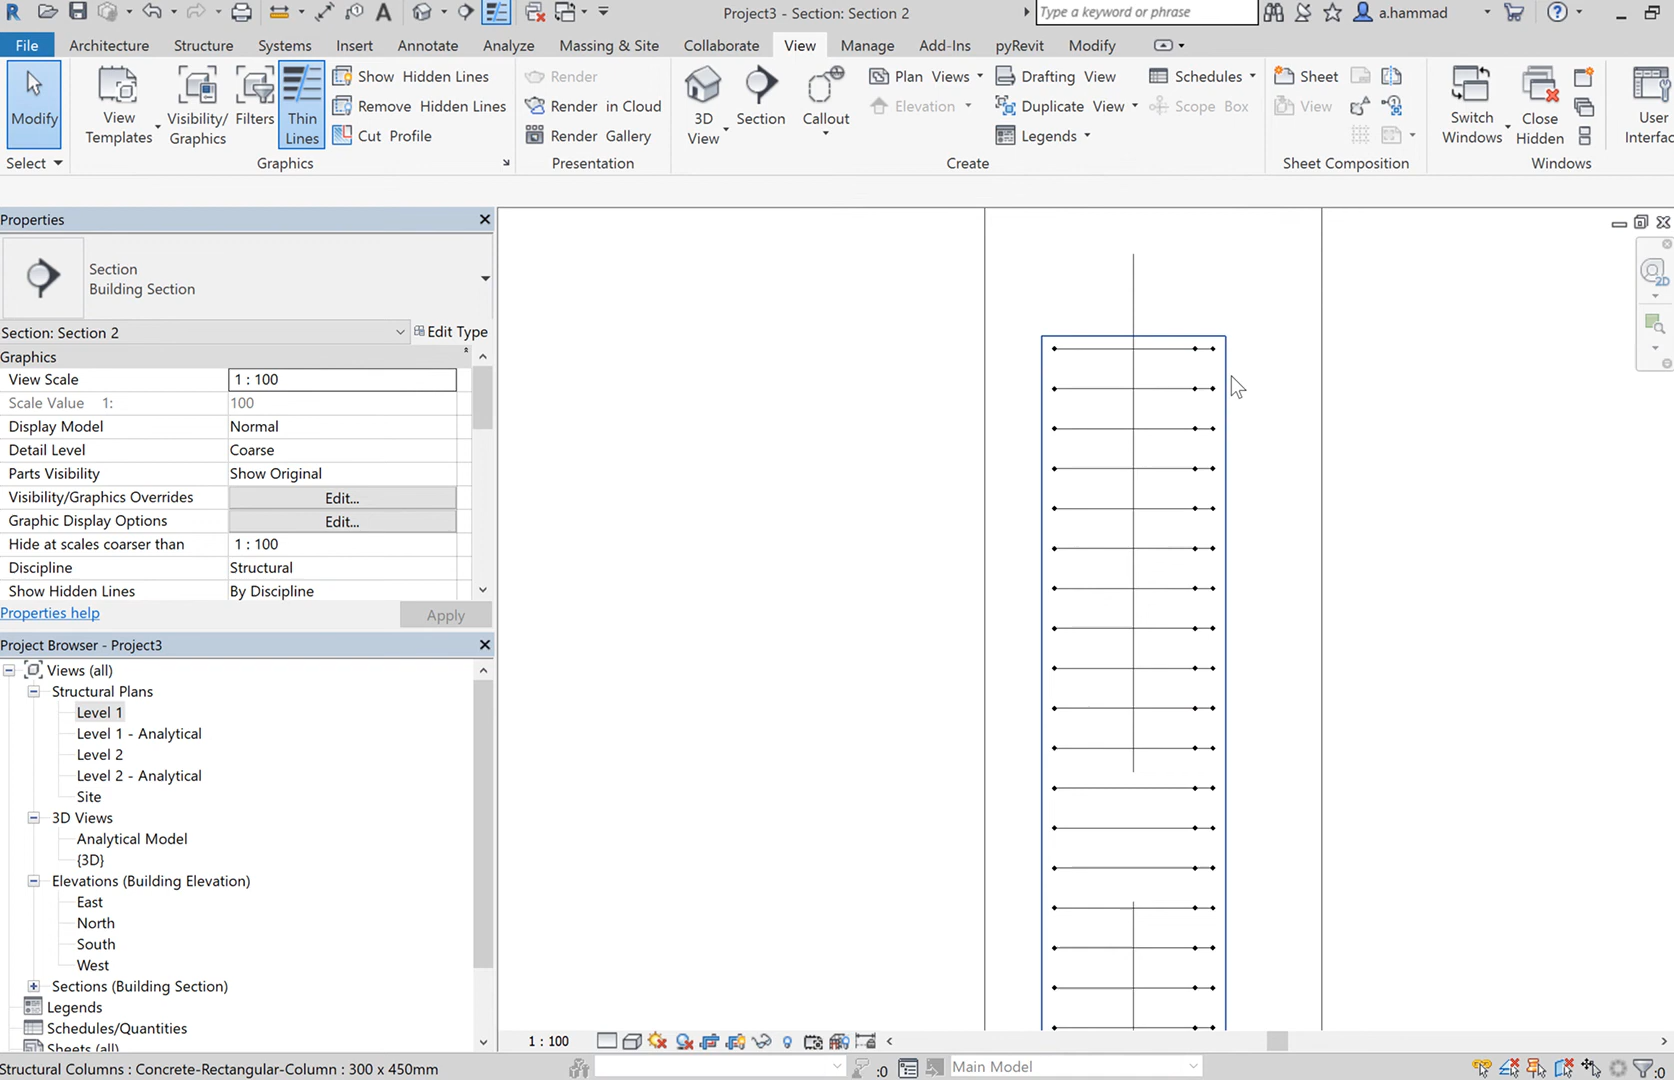 Project3 - Section: Section 2
Type a keyword or phrase
a.hammad
File Architecture Structure Systems Insert Annotate Analyze Massing & Site Collaborate View Manage Add-Ins pyRevit Modify
Modify
View Templates
Visibility/ Graphics
Filters
Thin Lines
Show Hidden Lines
Remove Hidden Lines
Cut Profile
Render
Render in Cloud
Render Gallery
3D View
Section
Callout
Plan Views
Elevation
Drafting View
Duplicate View
Legends
Schedules
Scope Box
Sheet
View
Switch Windows
Close Hidden
User
Select Graphics Presentation Create Sheet Composition Windows
Properties
Section
Building Section
Section: Section 2 Edit Type
Graphics
View Scale 1 : 100
Scale Value 1: 100
Display Model Normal
Detail Level Coarse
Parts Visibility Show Original
Visibility/Graphics Overrides Edit...
Graphic Display Options Edit...
Hide at scales coarser than 1 : 100
Discipline Structural
Show Hidden Lines By Discipline
Properties help Apply
Project Browser - Project3
Views (all)
Structural Plans
Level 1
Level 1 - Analytical
Level 2
Level 2 - Analytical
Site
3D Views
Analytical Model
{3D}
Elevations (Building Elevation)
East
North
South
West
Sections (Building Section)
Legends
Schedules/Quantities
Sheets (all)
2D
1 : 100
Structural Columns : Concrete-Rectangular-Column : 300 x 450mm
:0
Main Model
:0